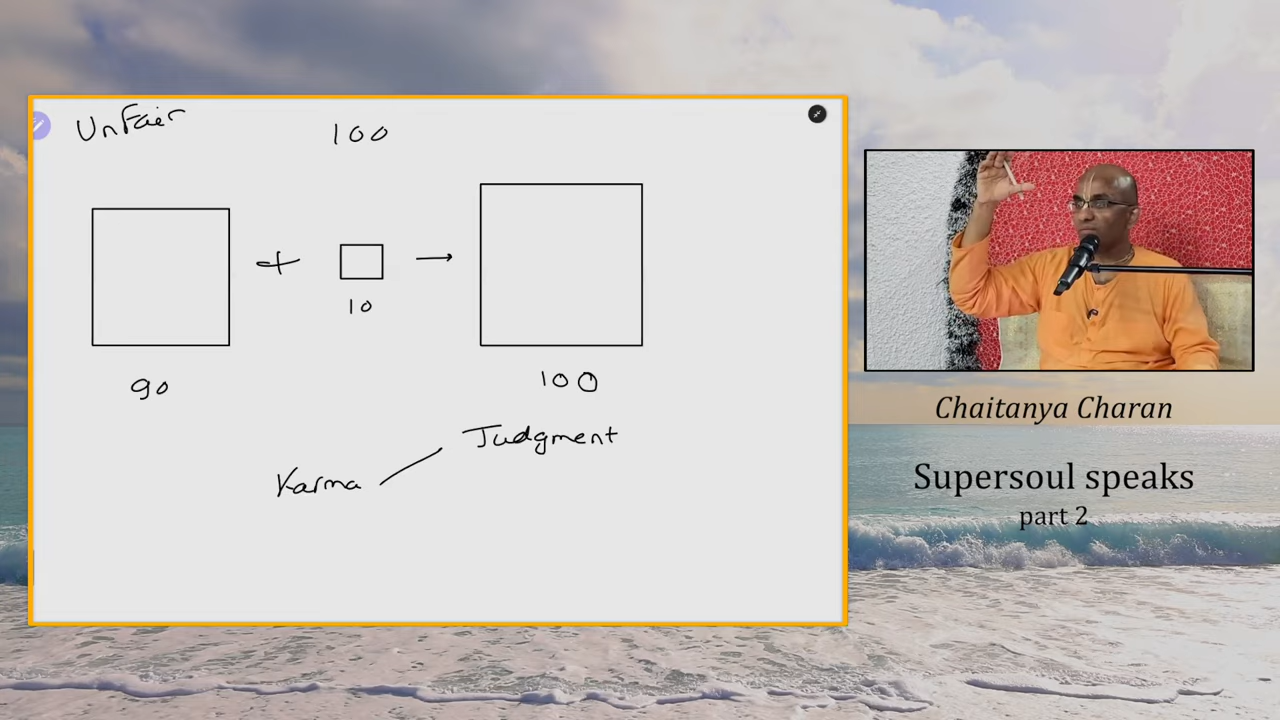 UnFair
100
+
→
10
90
100
Judgment
Karma
Chaitanya Charan
Supersoul speaks
part 2